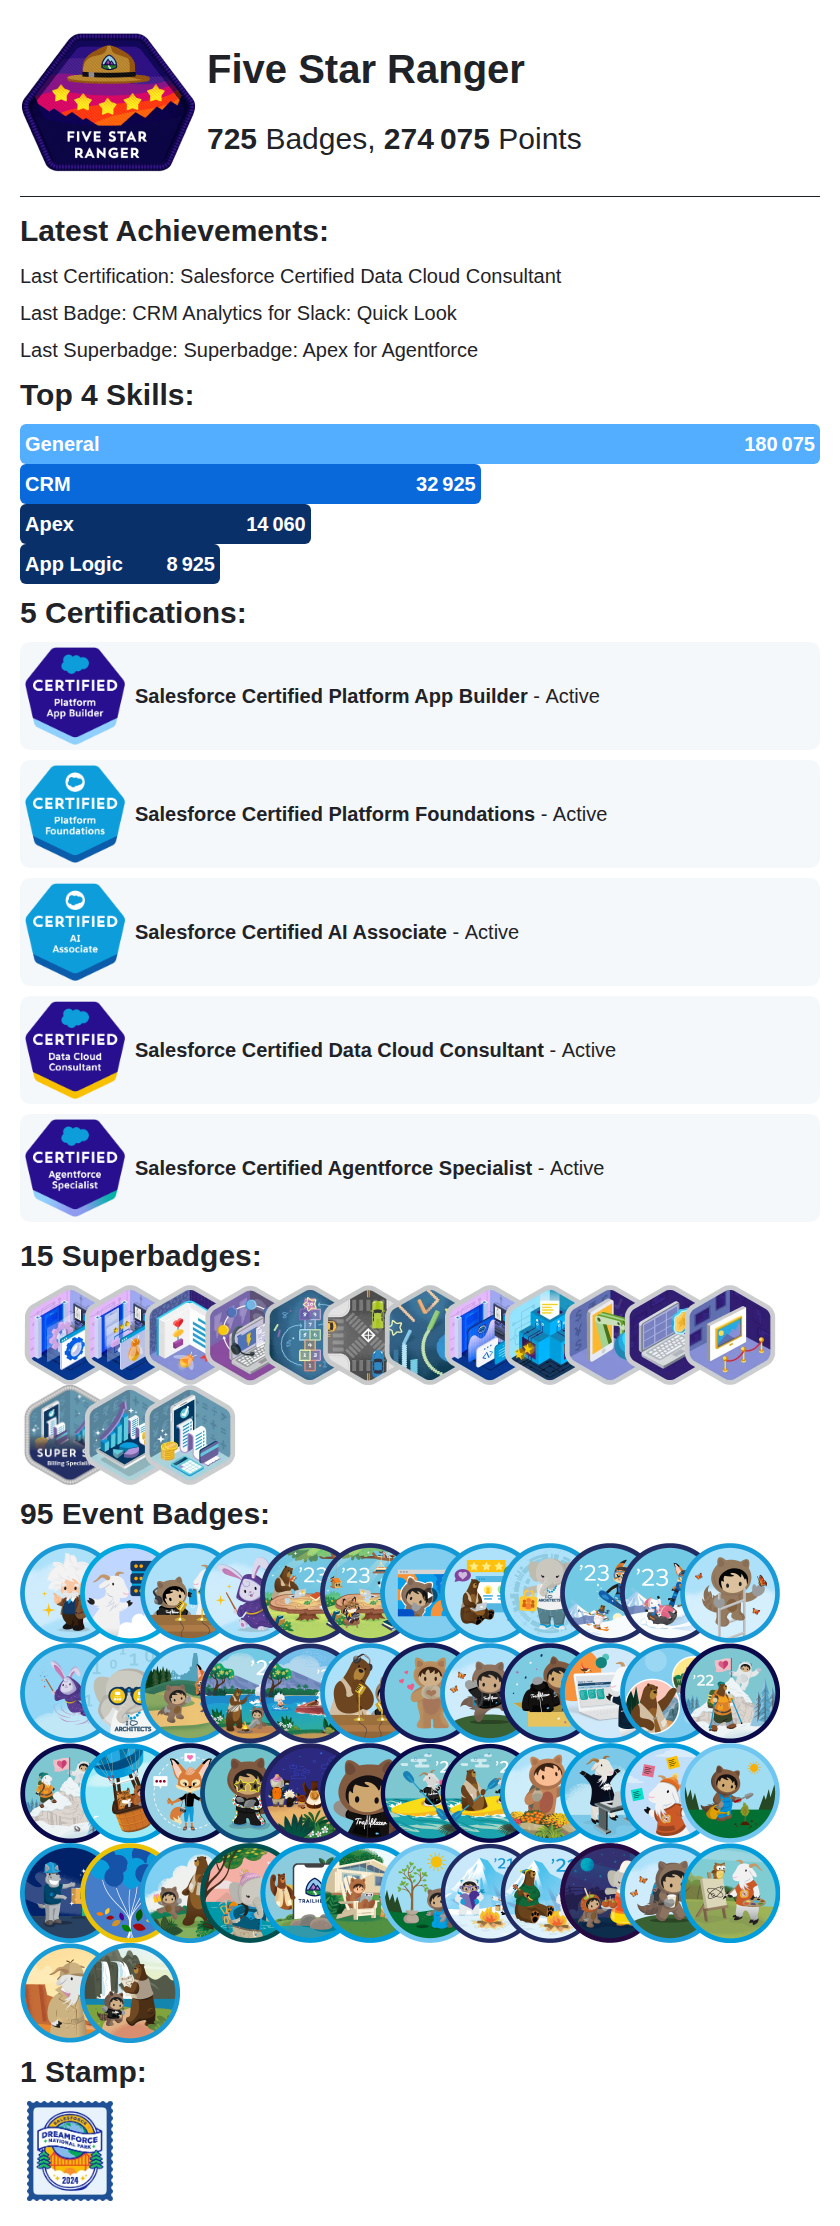 FIVE STAR
RANGER
Five Star Ranger
725 Badges, 274 075 Points
Latest Achievements:
Last Certification: Salesforce Certified Data Cloud Consultant
Last Badge: CRM Analytics for Slack: Quick Look
Last Superbadge: Superbadge: Apex for Agentforce
Top 4 Skills:
General 180 075
CRM 32 925
Apex 14 060
App Logic 8 925
5 Certifications:
CERTIFIED
Platform
App Builder
Salesforce Certified Platform App Builder - Active
CERTIFIED
Platform
Foundations
Salesforce Certified Platform Foundations - Active
CERTIFIED
AI
Associate
Salesforce Certified AI Associate - Active
CERTIFIED
Data Cloud
Consultant
Salesforce Certified Data Cloud Consultant - Active
CERTIFIED
Agentforce
Specialist
Salesforce Certified Agentforce Specialist - Active
15 Superbadges:
SUPER
Billing
95 Event Badges:
'23 '23 '23 '23
ARCHITECTS
'22
'21
1 Stamp:
SALESFORCE
DREAMFORCE
NATIONAL PARK
2024